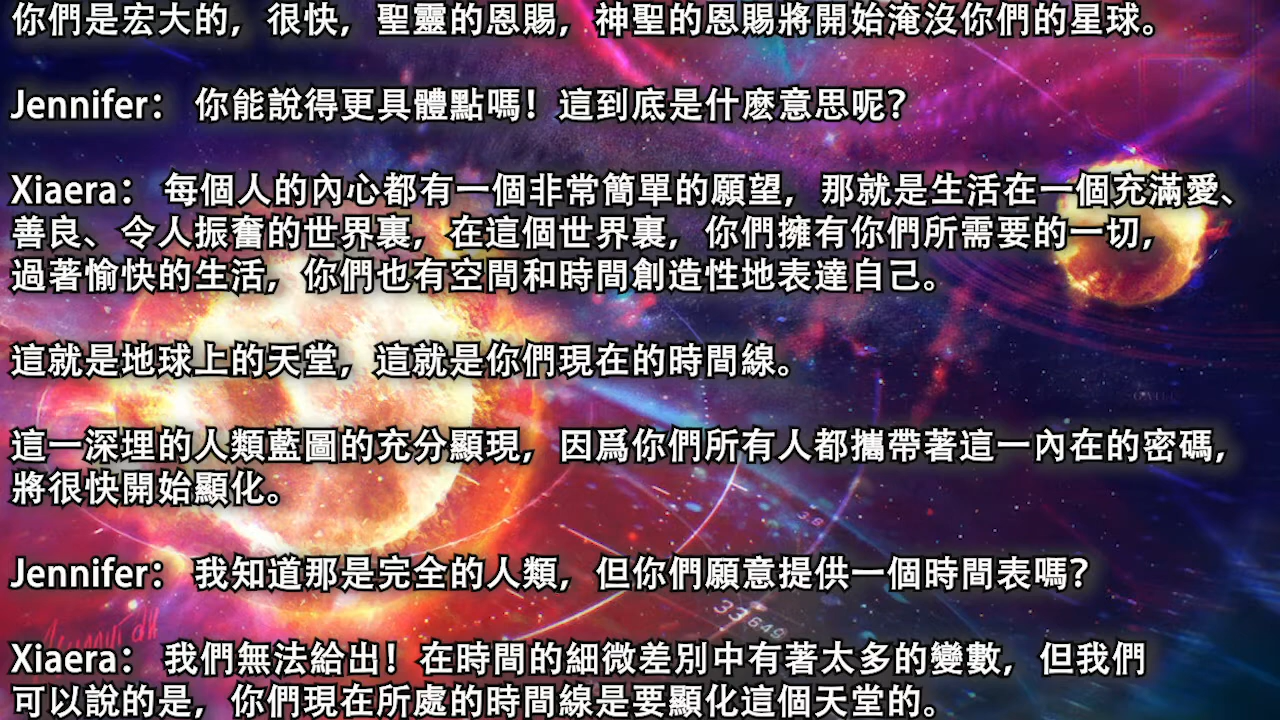 你們是宏大的，很快，聖靈的恩賜，神聖的恩賜將開始淹沒你們的星球。
Jennifer： 你能說得更具體點嗎！這到底是什麽意思呢？
Xiaera： 每個人的內心都有一個非常簡單的願望，那就是生活在一個充滿愛、
善良、令人振奮的世界裏，在這個世界裏，你們擁有你們所需要的一切，
過著愉快的生活，你們也有空間和時間創造性地表達自己。
這就是地球上的天堂，這就是你們現在的時間線。
這一深埋的人類藍圖的充分顯現，因爲你們所有人都攜帶著這一內在的密碼，
將很快開始顯化。
Jennifer： 我知道那是完全的人類，但你們願意提供一個時間表嗎？
33 649
Xiaera： 我們無法給出！在時間的細微差別中有著太多的變數，但我們
可以說的是，你們現在所處的時間線是要顯化這個天堂的。